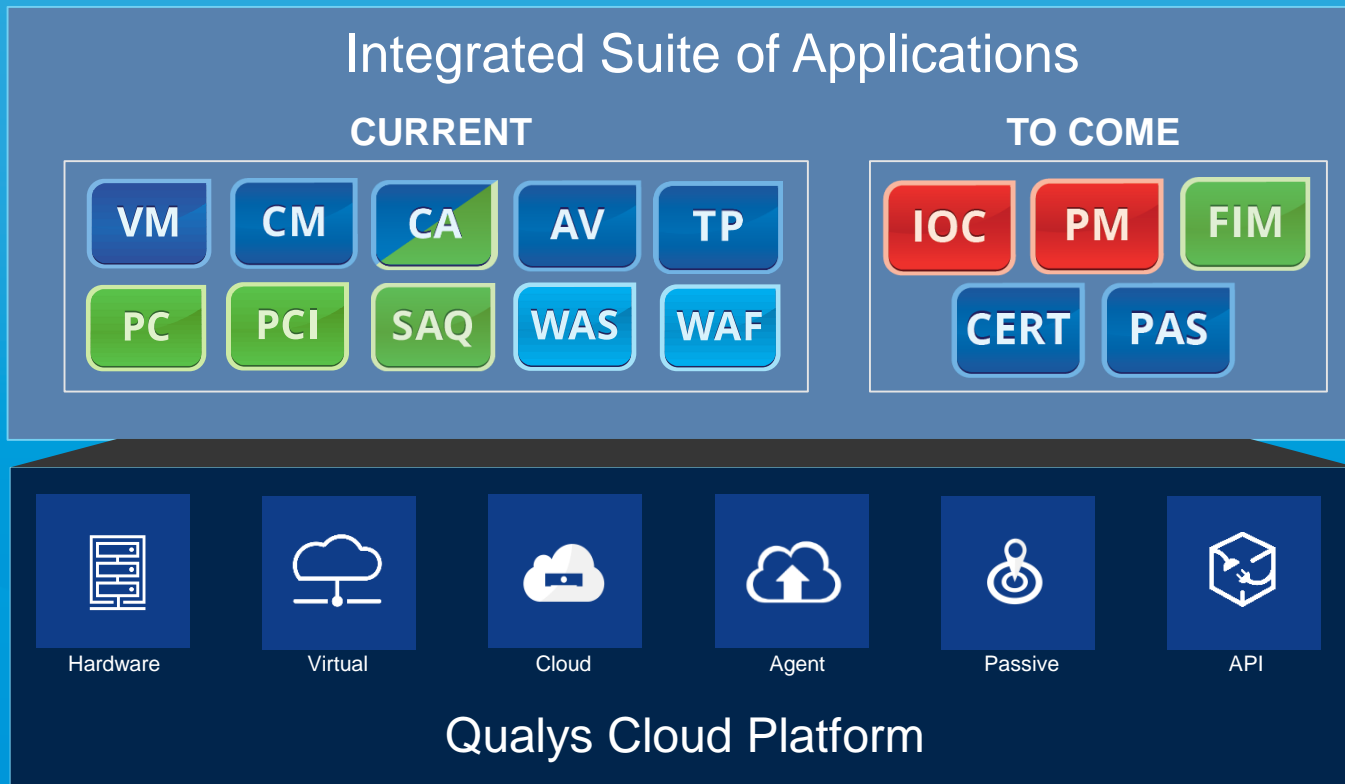 Integrated Suite of Applications
CURRENT
VM CM CA AV TP
PC PCI SAQ WAS WAF
TO COME
IOC PM FIM
CERT PAS
Hardware Virtual Cloud Agent Passive API
Qualys Cloud Platform